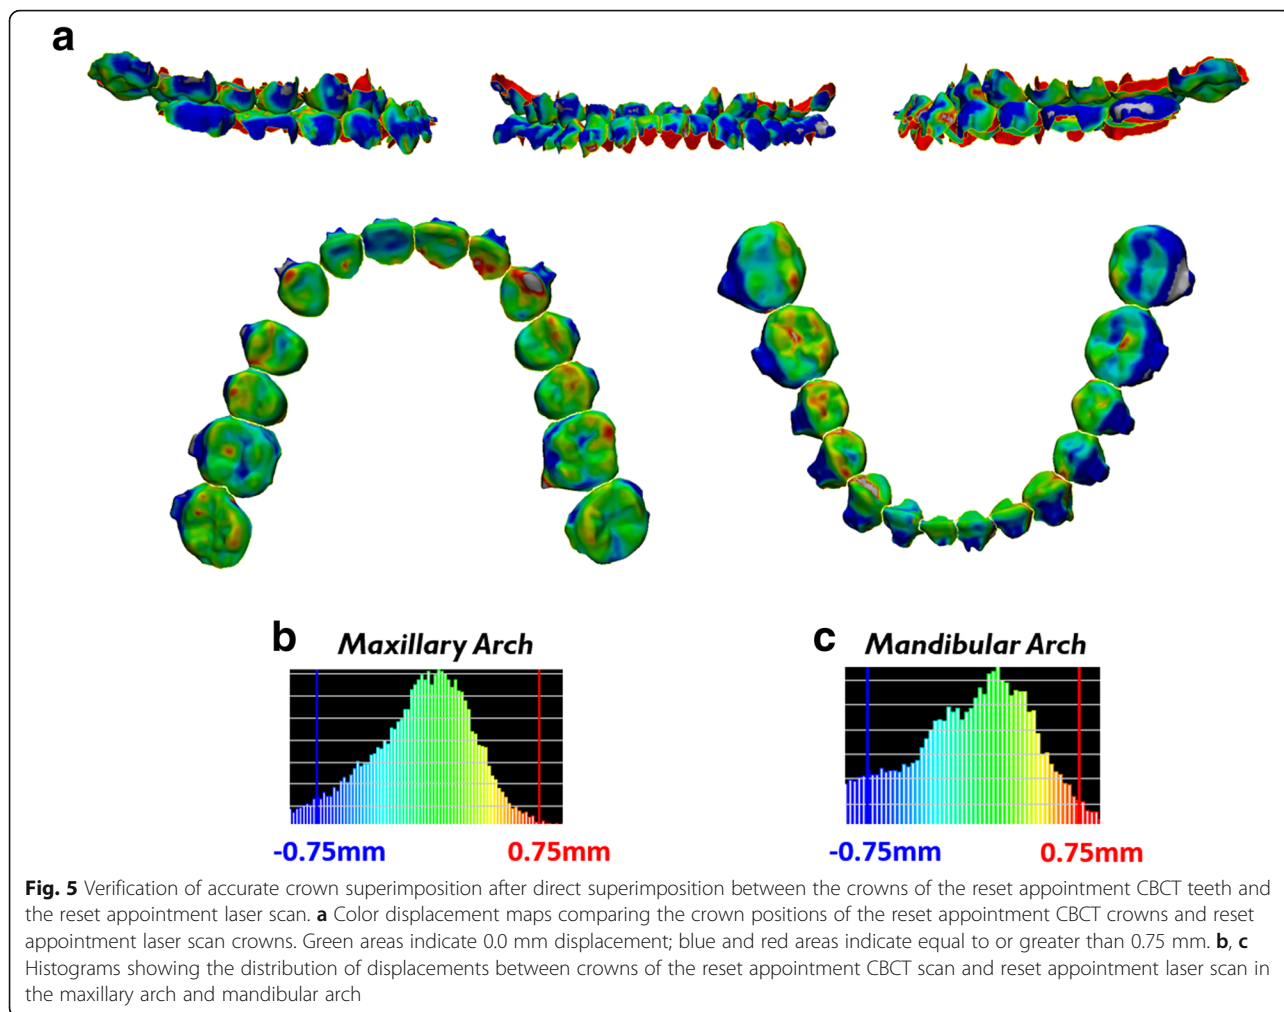 a
b
Maxillary Arch
c
Mandibular Arch
-0.75mm
0.75mm
-0.75mm
0.75mm
Fig. 5 Verification of accurate crown superimposition after direct superimposition between the crowns of the reset appointment CBCT teeth and
the reset appointment laser scan. a Color displacement maps comparing the crown positions of the reset appointment CBCT crowns and reset
appointment laser scan crowns. Green areas indicate 0.0 mm displacement; blue and red areas indicate equal to or greater than 0.75 mm. b, c
Histograms showing the distribution of displacements between crowns of the reset appointment CBCT scan and reset appointment laser scan in
the maxillary arch and mandibular arch